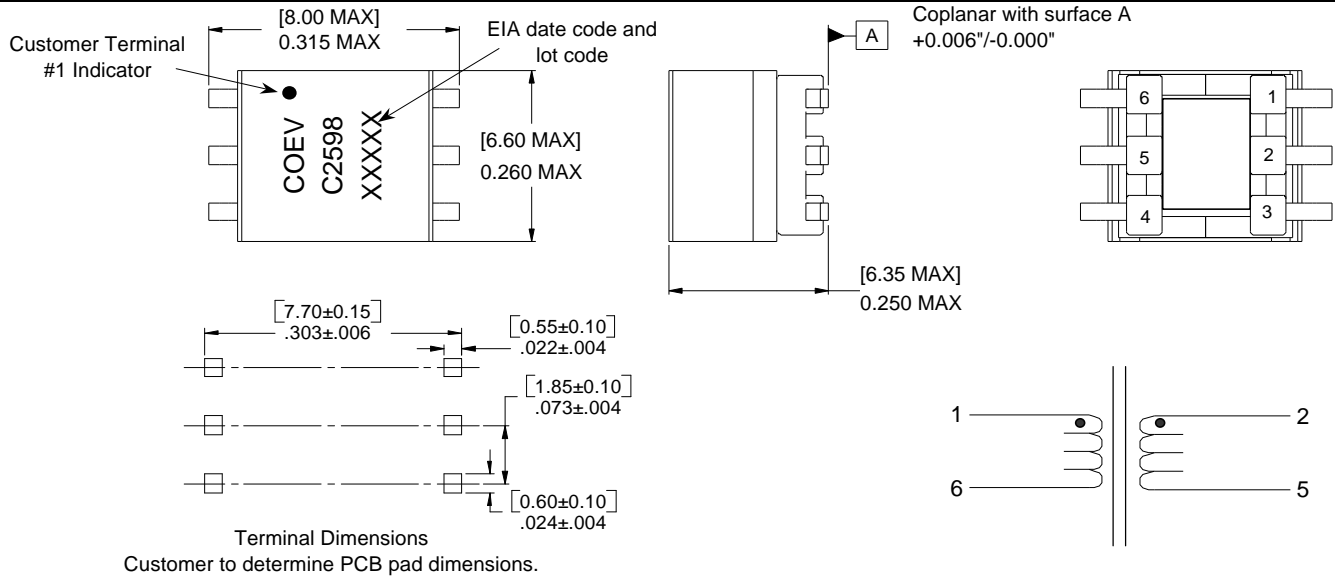 [8.00 MAX]
0.315 MAX
Customer Terminal
#1 Indicator
EIA date code and
lot code
COEV
C2598
XXXXX
[6.60 MAX]
0.260 MAX
A
Coplanar with surface A
+0.006"/-0.000"
[6.35 MAX]
0.250 MAX
6
1
5
2
4
3
[7.70±0.15]
.303±.006
[0.55±0.10]
.022±.004
[1.85±0.10]
.073±.004
[0.60±0.10]
.024±.004
Terminal Dimensions
Customer to determine PCB pad dimensions.
1
2
6
5